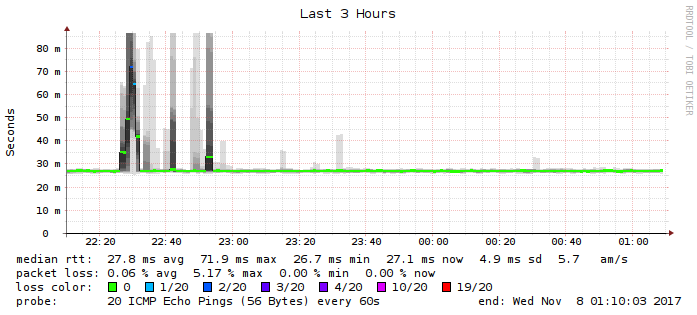 Last 3 Hours
RRDTOOL / TOBI OETIKER
Seconds
80 m
70 m
60 m
50 m
40 m
30 m
20 m
10 m
0
22:20 22:40 23:00 23:20 23:40 00:00 00:20 00:40 01:00
median rtt: 27.8 ms avg 71.9 ms max 26.7 ms min 27.1 ms now 4.9 ms sd 5.7 am/s
packet loss: 0.06 % avg 5.17 % max 0.00 % min 0.00 % now
loss color: 0 1/20 2/20 3/20 4/20 10/20 19/20
probe: 20 ICMP Echo Pings (56 Bytes) every 60s end: Wed Nov 8 01:10:03 2017